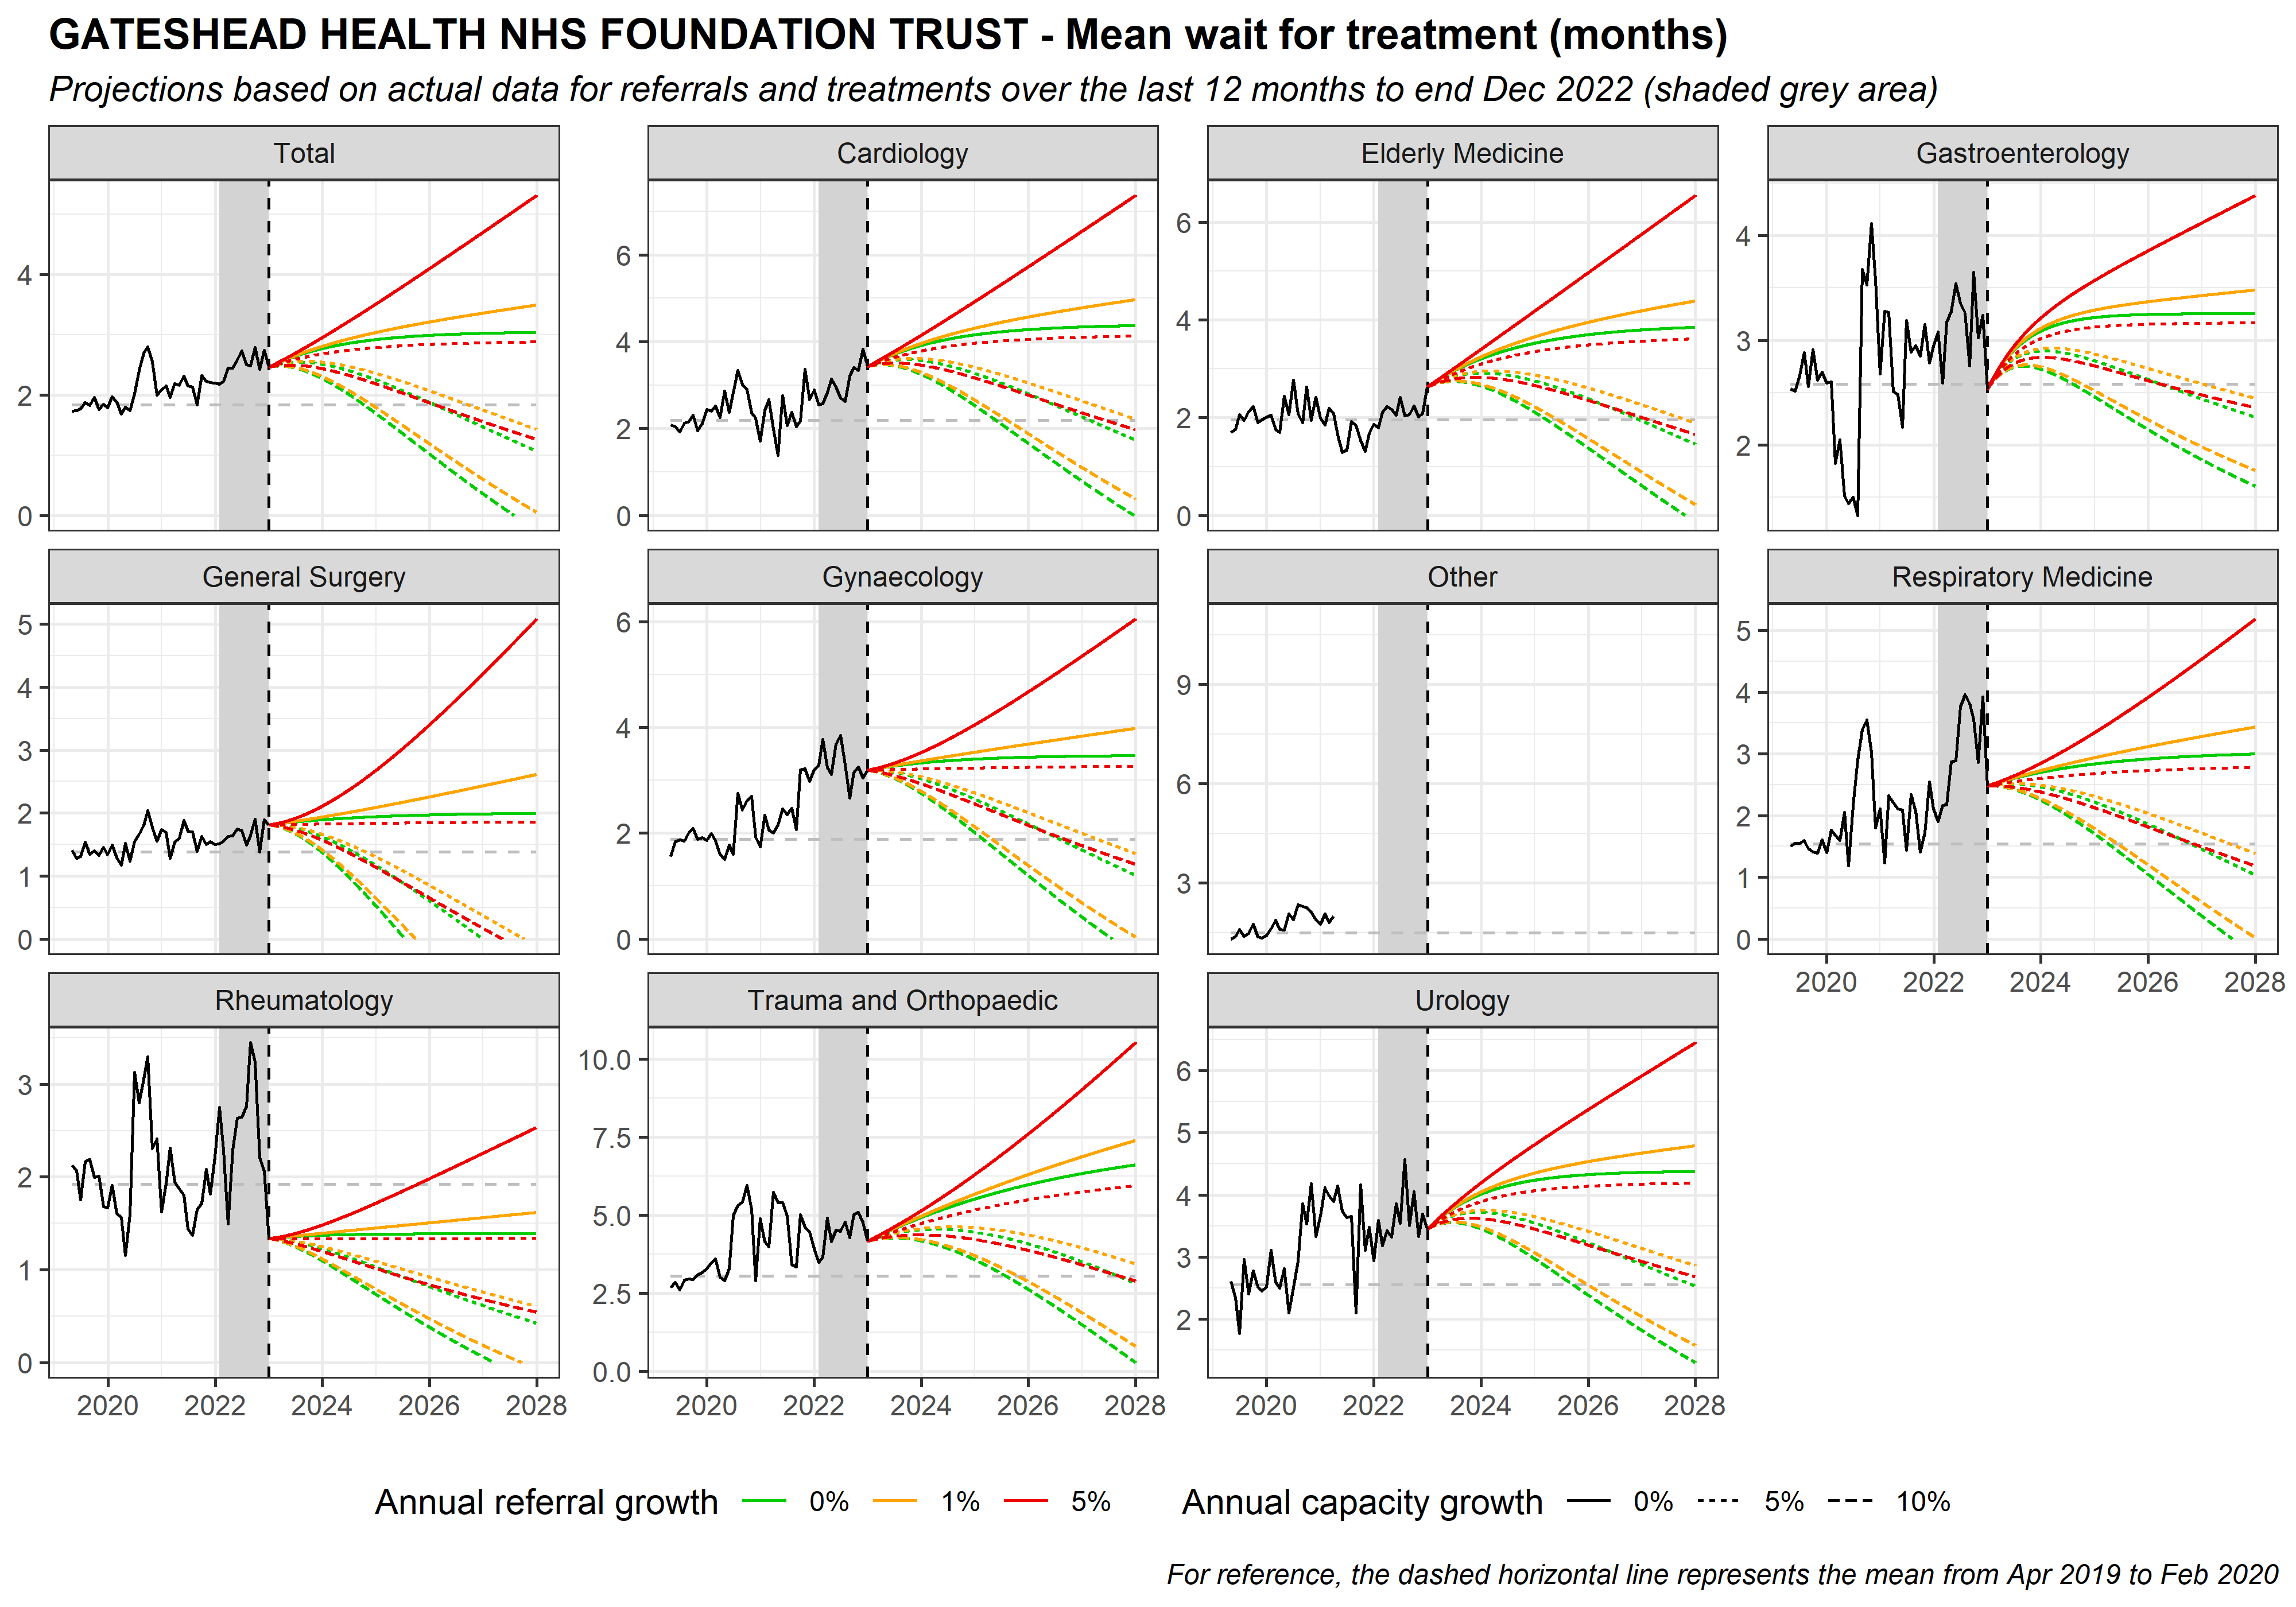 GATESHEAD HEALTH NHS FOUNDATION TRUST - Mean wait for treatment (months)
Projections based on actual data for referrals and treatments over the last 12 months to end Dec 2022 (shaded grey area)
Total
Cardiology
Elderly Medicine
Gastroenterology
4
2
0
6
4
2
0
6
4
2
0
4
3
2
General Surgery
Gynaecology
Other
Respiratory Medicine
5
4
3
2
1
0
6
4
2
0
9
6
3
5
4
3
2
1
0
2020 2022 2024 2026 2028
Rheumatology
Trauma and Orthopaedic
Urology
3
2
1
0
10.0
7.5
5.0
2.5
0.0
6
5
4
3
2
2020 2022 2024 2026 2028
2020 2022 2024 2026 2028
2020 2022 2024 2026 2028
Annual referral growth 0% 1% 5%
Annual capacity growth 0% 5% 10%
For reference, the dashed horizontal line represents the mean from Apr 2019 to Feb 2020